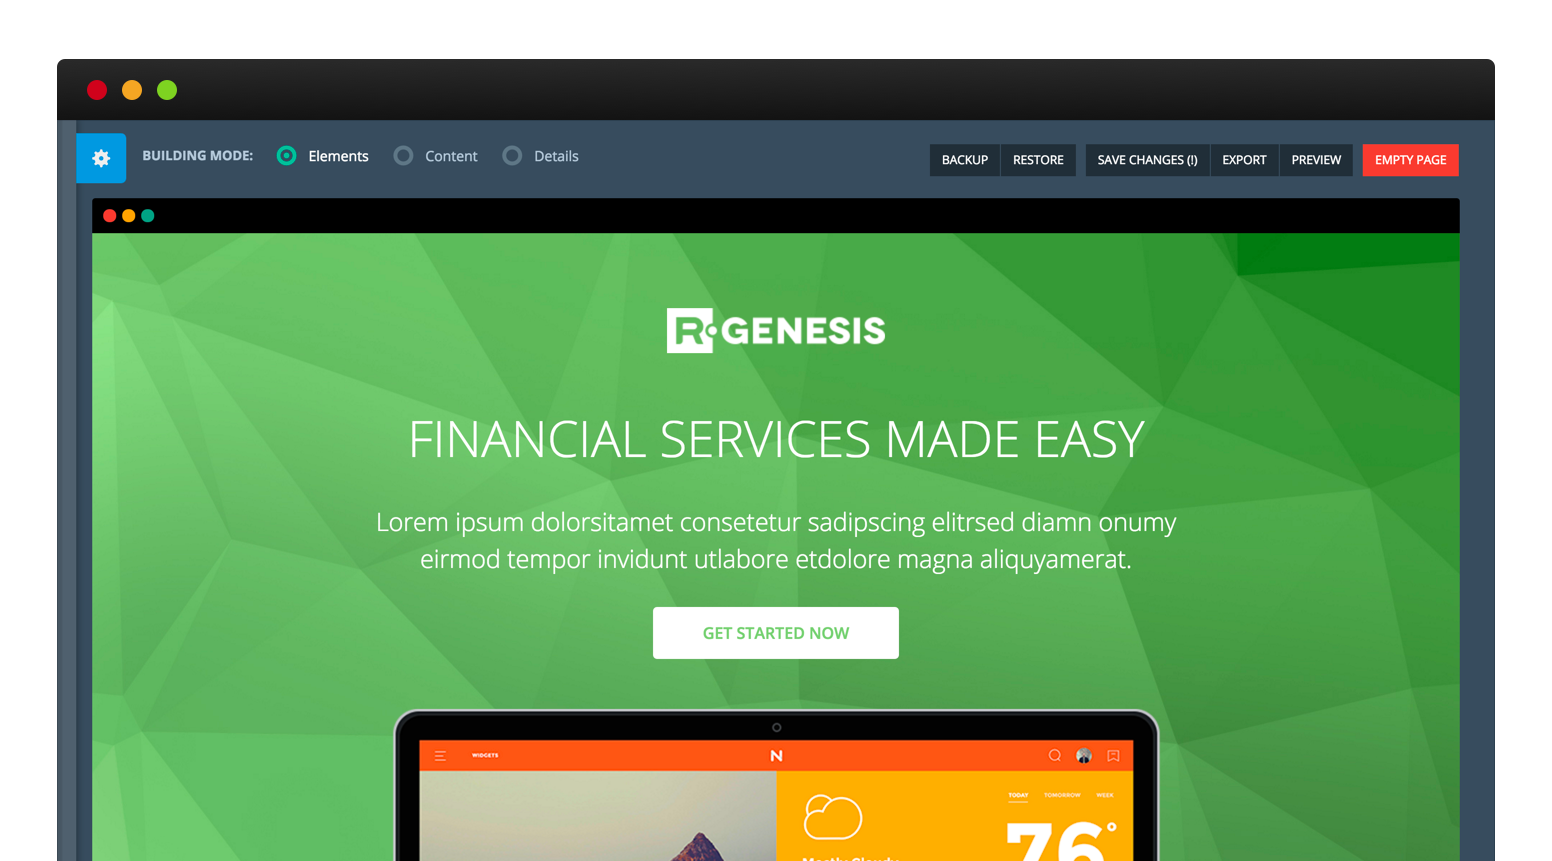 BUILDING MODE: Elements Content Details
BACKUP RESTORE SAVE CHANGES (!) EXPORT PREVIEW EMPTY PAGE
R GENESIS
FINANCIAL SERVICES MADE EASY
Lorem ipsum dolorsitamet consetetur sadipscing elitrsed diamn onumy
eirmod tempor invidunt utlabore etdolore magna aliquyamerat.
GET STARTED NOW
WIDGETS N
TODAY TOMORROW WEEK
76°
Mostly Cloudy